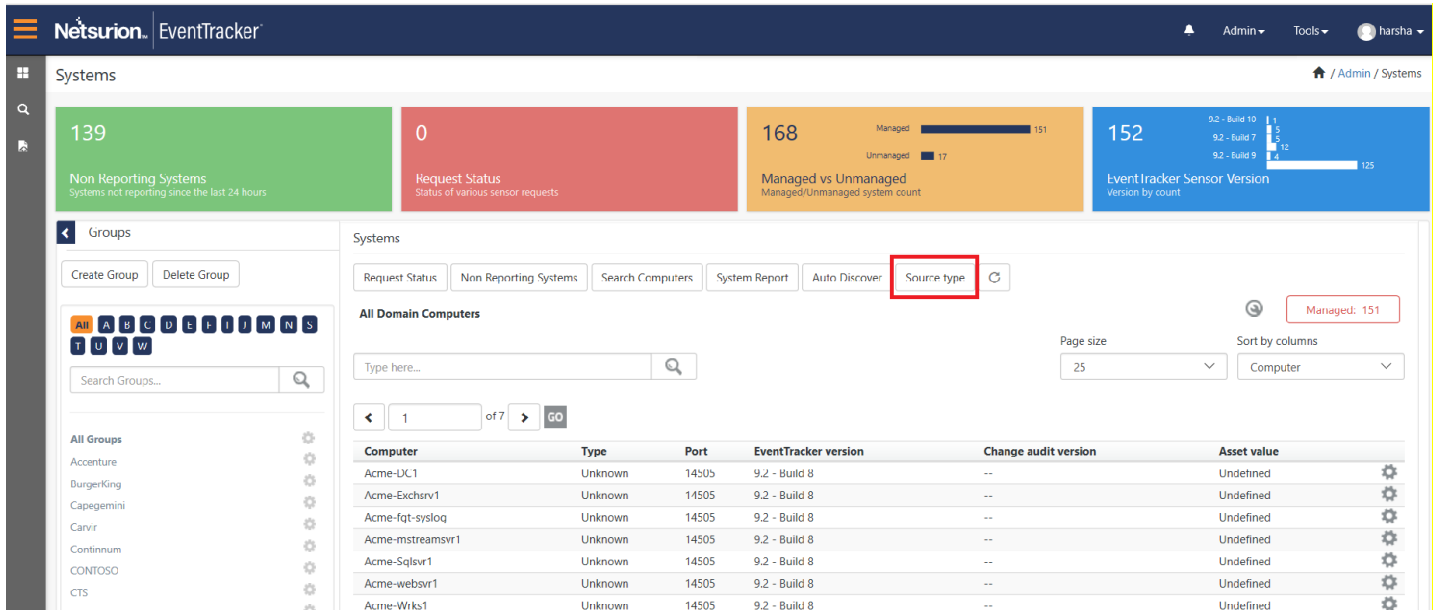 Netsurion. EventTracker
Admin Tools harsha
Systems
/ Admin / Systems
139
Non Reporting Systems
Systems not reporting since the last 24 hours
0
Request Status
Status of various sensor requests
168
Managed 151
Unmanaged 17
Managed vs Unmanaged
Managed/Unmanaged system count
152
9.2 - Build 10 1
5
9.2 - Build 7 5
12
9.2 - Build 9 4
125
EventTracker Sensor Version
Version by count
Groups
Create Group Delete Group
All A B C D E F I J M N S
T U V W
Search Groups...
All Groups
Accenture
BurgerKing
Capegemini
Carvir
Continnum
CONTOSO
CTS
Systems
Request Status Non Reporting Systems Search Computers System Report Auto Discover Source type
All Domain Computers
Managed: 151
Page size Sort by columns
Type here... 25 Computer
1 of 7 GO
Computer Type Port EventTracker version Change audit version Asset value
Acme-DC1 Unknown 14505 9.2 - Build 8 -- Undefined
Acme-Exchsrv1 Unknown 14505 9.2 - Build 8 -- Undefined
Acme-fgt-syslog Unknown 14505 9.2 - Build 8 -- Undefined
Acme-mstreamsvr1 Unknown 14505 9.2 - Build 8 -- Undefined
Acme-Sqlsvr1 Unknown 14505 9.2 - Build 8 -- Undefined
Acme-websvr1 Unknown 14505 9.2 - Build 8 -- Undefined
Acme-Wrks1 Unknown 14505 9.2 - Build 8 -- Undefined